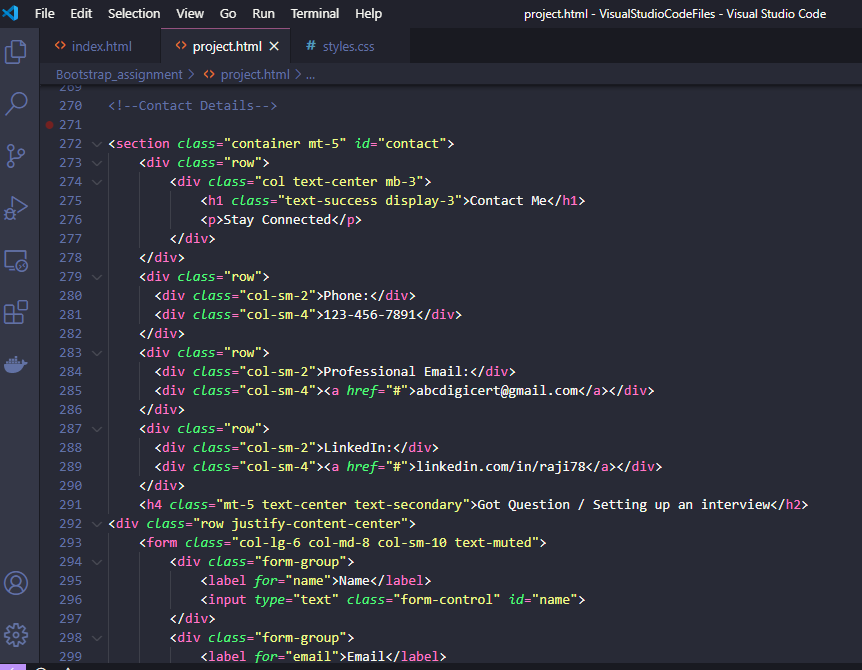 File Edit Selection View Go Run Terminal Help project.html - VisualStudioCodeFiles - Visual Studio Code
<> index.html <> project.html × # styles.css
Bootstrap_assignment > <> project.html > ...
269
270 <!--Contact Details-->
271
272 <section class="container mt-5" id="contact">
273 <div class="row">
274 <div class="col text-center mb-3">
275 <h1 class="text-success display-3">Contact Me</h1>
276 <p>Stay Connected</p>
277 </div>
278 </div>
279 <div class="row">
280 <div class="col-sm-2">Phone:</div>
281 <div class="col-sm-4">123-456-7891</div>
282 </div>
283 <div class="row">
284 <div class="col-sm-2">Professional Email:</div>
285 <div class="col-sm-4"><a href="#">abcdigicert@gmail.com</a></div>
286 </div>
287 <div class="row">
288 <div class="col-sm-2">LinkedIn:</div>
289 <div class="col-sm-4"><a href="#">linkedin.com/in/raji78</a></div>
290 </div>
291 <h4 class="mt-5 text-center text-secondary">Got Question / Setting up an interview</h2>
292 <div class="row justify-content-center">
293 <form class="col-lg-6 col-md-8 col-sm-10 text-muted">
294 <div class="form-group">
295 <label for="name">Name</label>
296 <input type="text" class="form-control" id="name">
297 </div>
298 <div class="form-group">
299 <label for="email">Email</label>